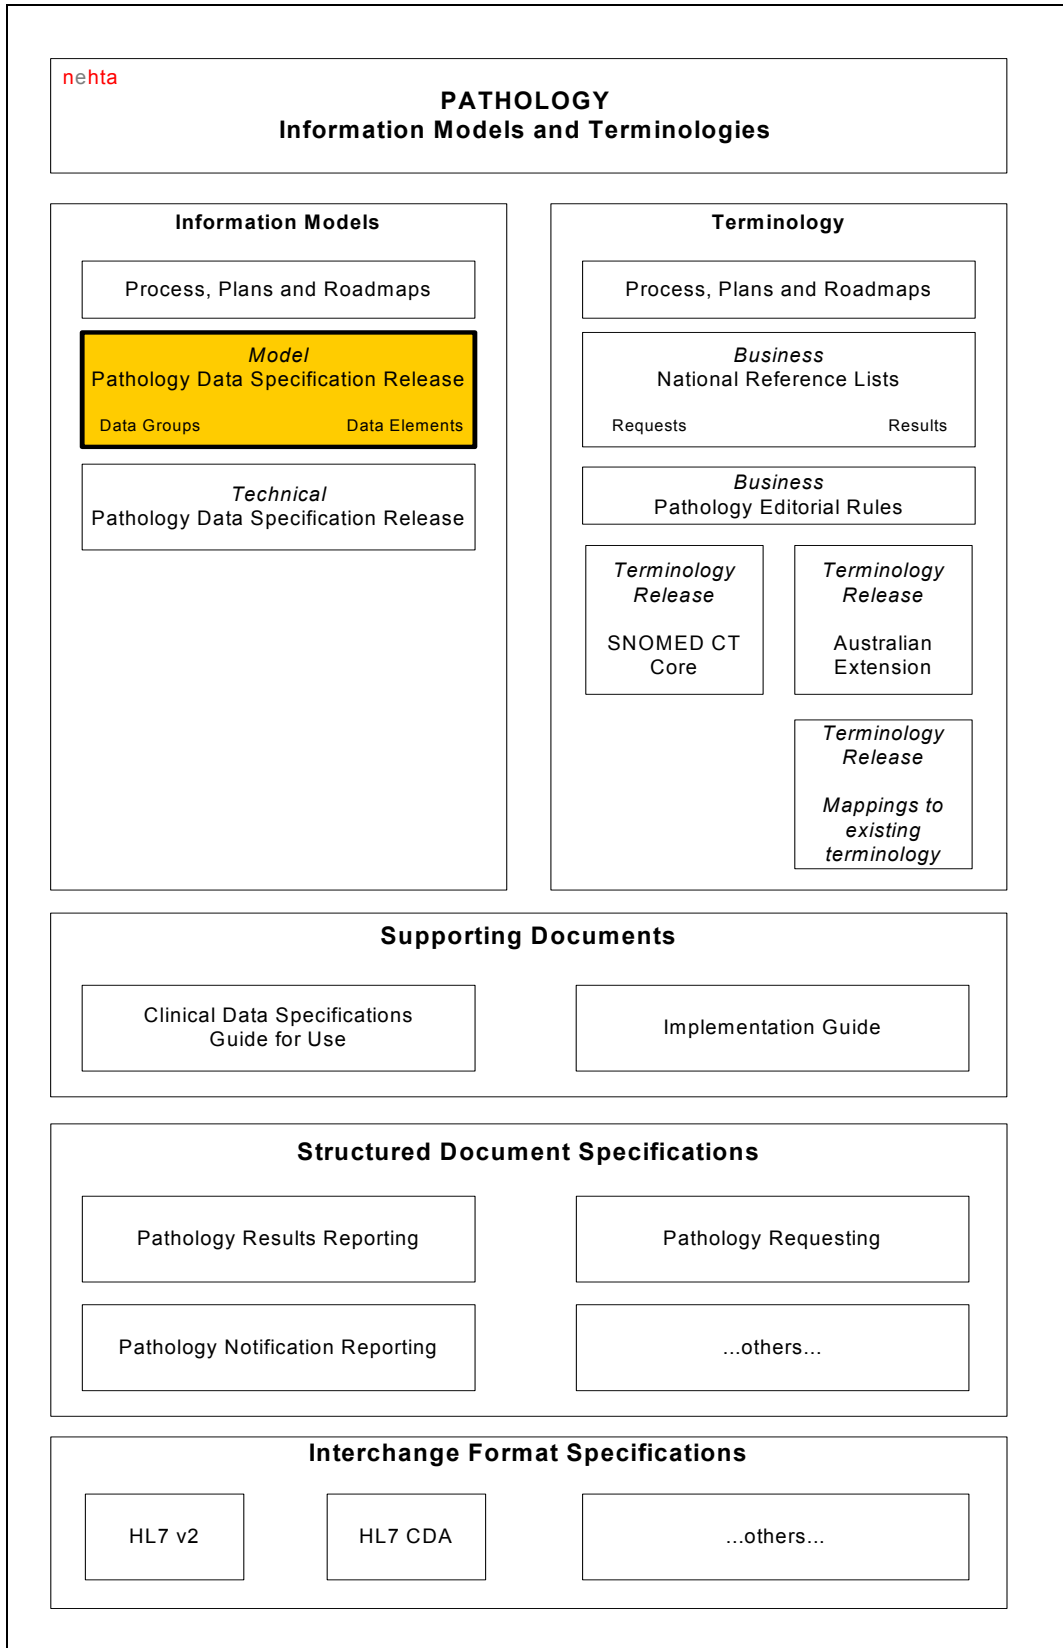 nehta
PATHOLOGY
Information Models and Terminologies
Information Models
Process, Plans and Roadmaps
Model
Pathology Data Specification Release
Data Groups Data Elements
Technical
Pathology Data Specification Release
Terminology
Process, Plans and Roadmaps
Business
National Reference Lists
Requests Results
Business
Pathology Editorial Rules
Terminology
Release
SNOMED CT
Core
Terminology
Release
Australian
Extension
Terminology
Release
Mappings to
existing
terminology
Supporting Documents
Clinical Data Specifications
Guide for Use
Implementation Guide
Structured Document Specifications
Pathology Results Reporting
Pathology Requesting
Pathology Notification Reporting
...others...
Interchange Format Specifications
HL7 v2
HL7 CDA
...others...